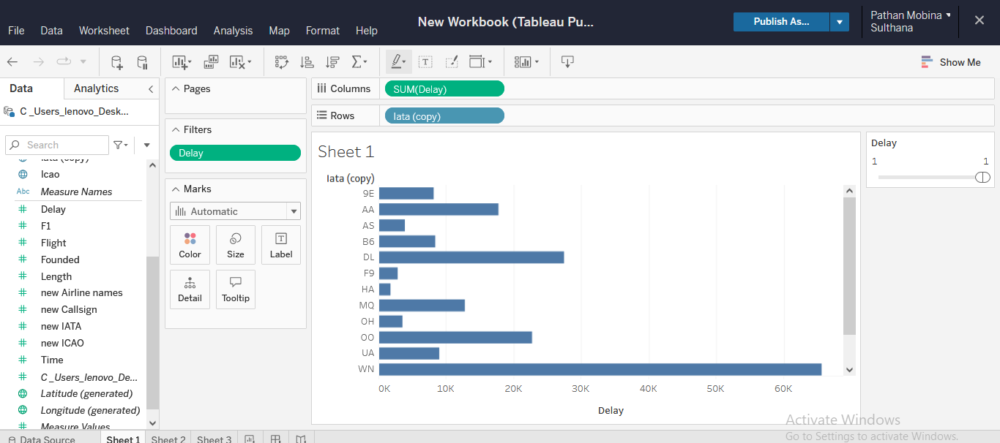 New Workbook (Tableau Pu...
Publish As...
Pathan Mobina
Sulthana
File Data Worksheet Dashboard Analysis Map Format Help
Show Me
Data Analytics
C _Users_lenovo_Desk...
Search
Iata (copy)
Icao
Abc Measure Names
Delay
F1
Flight
Founded
Length
new Airline names
new Callsign
new IATA
new ICAO
Time
C _Users_lenovo_De...
Latitude (generated)
Longitude (generated)
Measure Values
Pages
Filters
Delay
Marks
Automatic
Color Size Label
Detail Tooltip
Columns SUM(Delay)
Rows Iata (copy)
Sheet 1
Iata (copy)
9E
AA
AS
B6
DL
F9
HA
MQ
OH
OO
UA
WN
0K 10K 20K 30K 40K 50K 60K
Delay
Delay
1 1
Activate Windows
Go to Settings to activate Windows.
Data Source Sheet 1 Sheet 2 Sheet 3